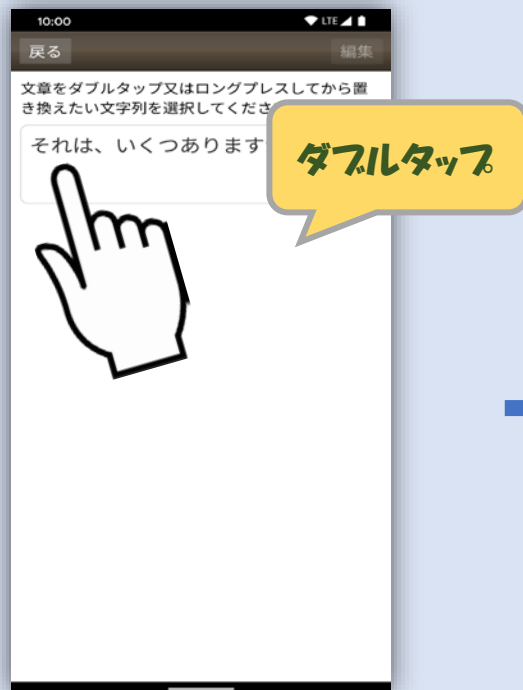 10:00 LTE
戻る 編集
文章をダブルタップ又はロングプレスしてから置
き換えたい文字列を選択してくださ
それは、いくつあります
ダブルタップ